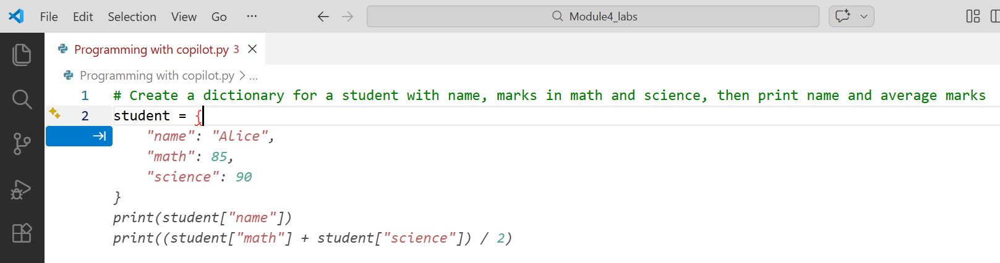 File Edit Selection View Go ··· Module4_labs
Programming with copilot.py 3
Programming with copilot.py > ...
1 # Create a dictionary for a student with name, marks in math and science, then print name and average marks
2 student = {
"name": "Alice",
"math": 85,
"science": 90
}
print(student["name"])
print((student["math"] + student["science"]) / 2)